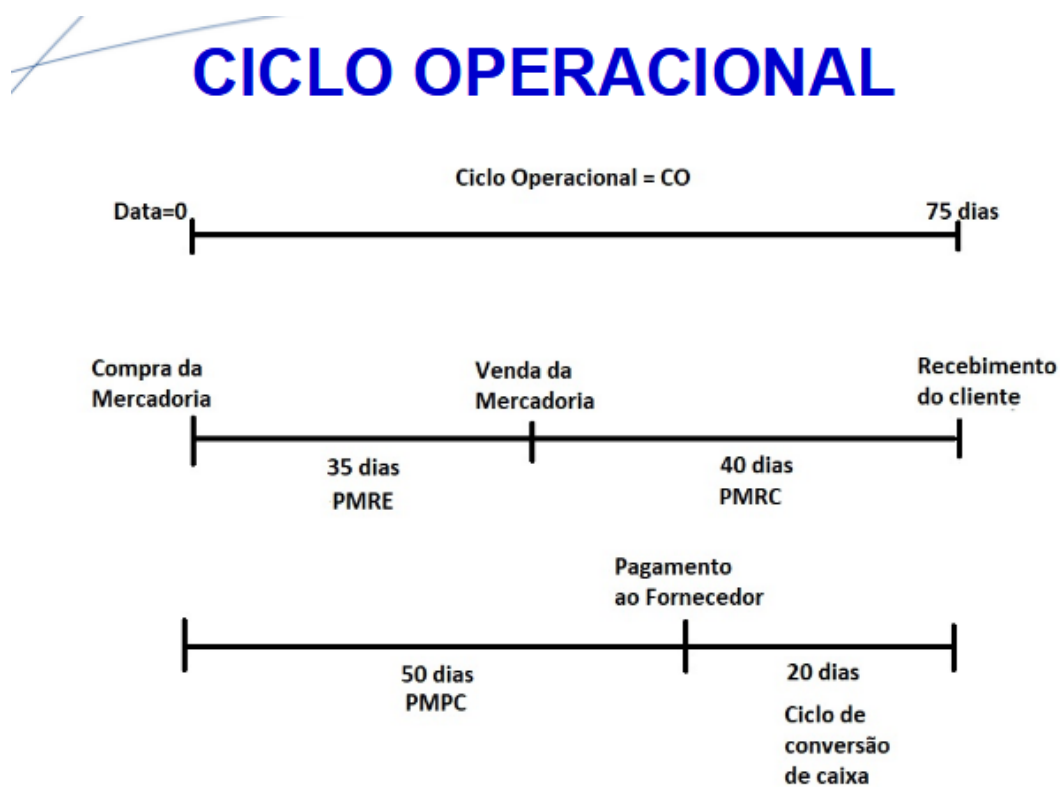 CICLO OPERACIONAL
Ciclo Operacional = CO
Data=0
75 dias
Compra da
Mercadoria
Venda da
Mercadoria
Recebimento
do cliente
35 dias
PMRE
40 dias
PMRC
Pagamento
ao Fornecedor
50 dias
PMPC
20 dias
Ciclo de
conversão
de caixa